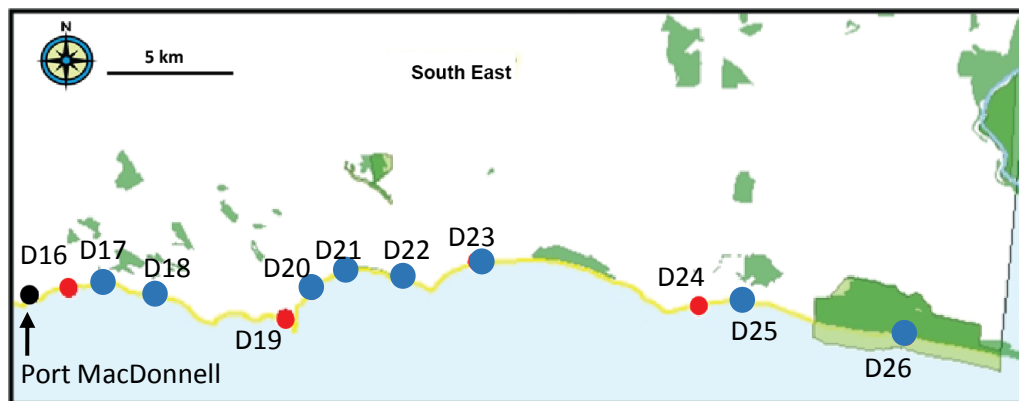 N
5 km
South East
D16
D17
D18
D19
D20
D21
D22
D23
D24
D25
D26
Port MacDonnell